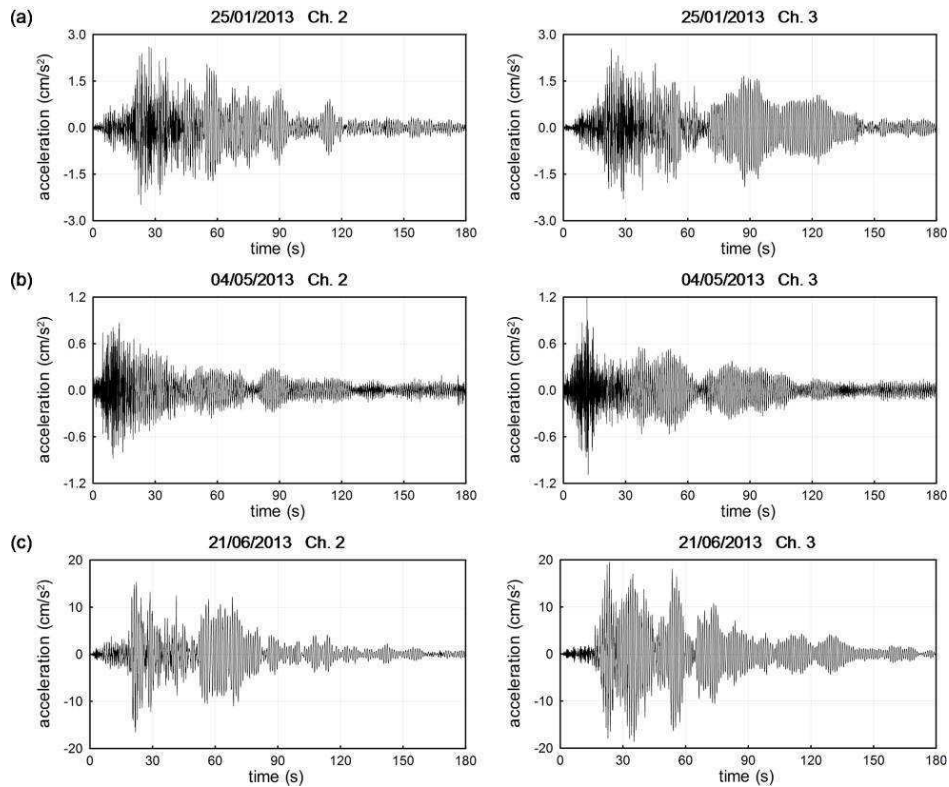 (a)
25/01/2013 Ch. 2
acceleration (cm/s²)
3.0
1.5
0.0
-1.5
-3.0
0 30 60 90 120 150 180
time (s)
25/01/2013 Ch. 3
acceleration (cm/s²)
3.0
1.5
0.0
-1.5
-3.0
0 30 60 90 120 150 180
time (s)
(b)
04/05/2013 Ch. 2
acceleration (cm/s²)
1.2
0.6
0.0
-0.6
-1.2
0 30 60 90 120 150 180
time (s)
04/05/2013 Ch. 3
acceleration (cm/s²)
1.2
0.6
0.0
-0.6
-1.2
0 30 60 90 120 150 180
time (s)
(c)
21/06/2013 Ch. 2
acceleration (cm/s²)
20
10
0
-10
-20
0 30 60 90 120 150 180
time (s)
21/06/2013 Ch. 3
acceleration (cm/s²)
20
10
0
-10
-20
0 30 60 90 120 150 180
time (s)